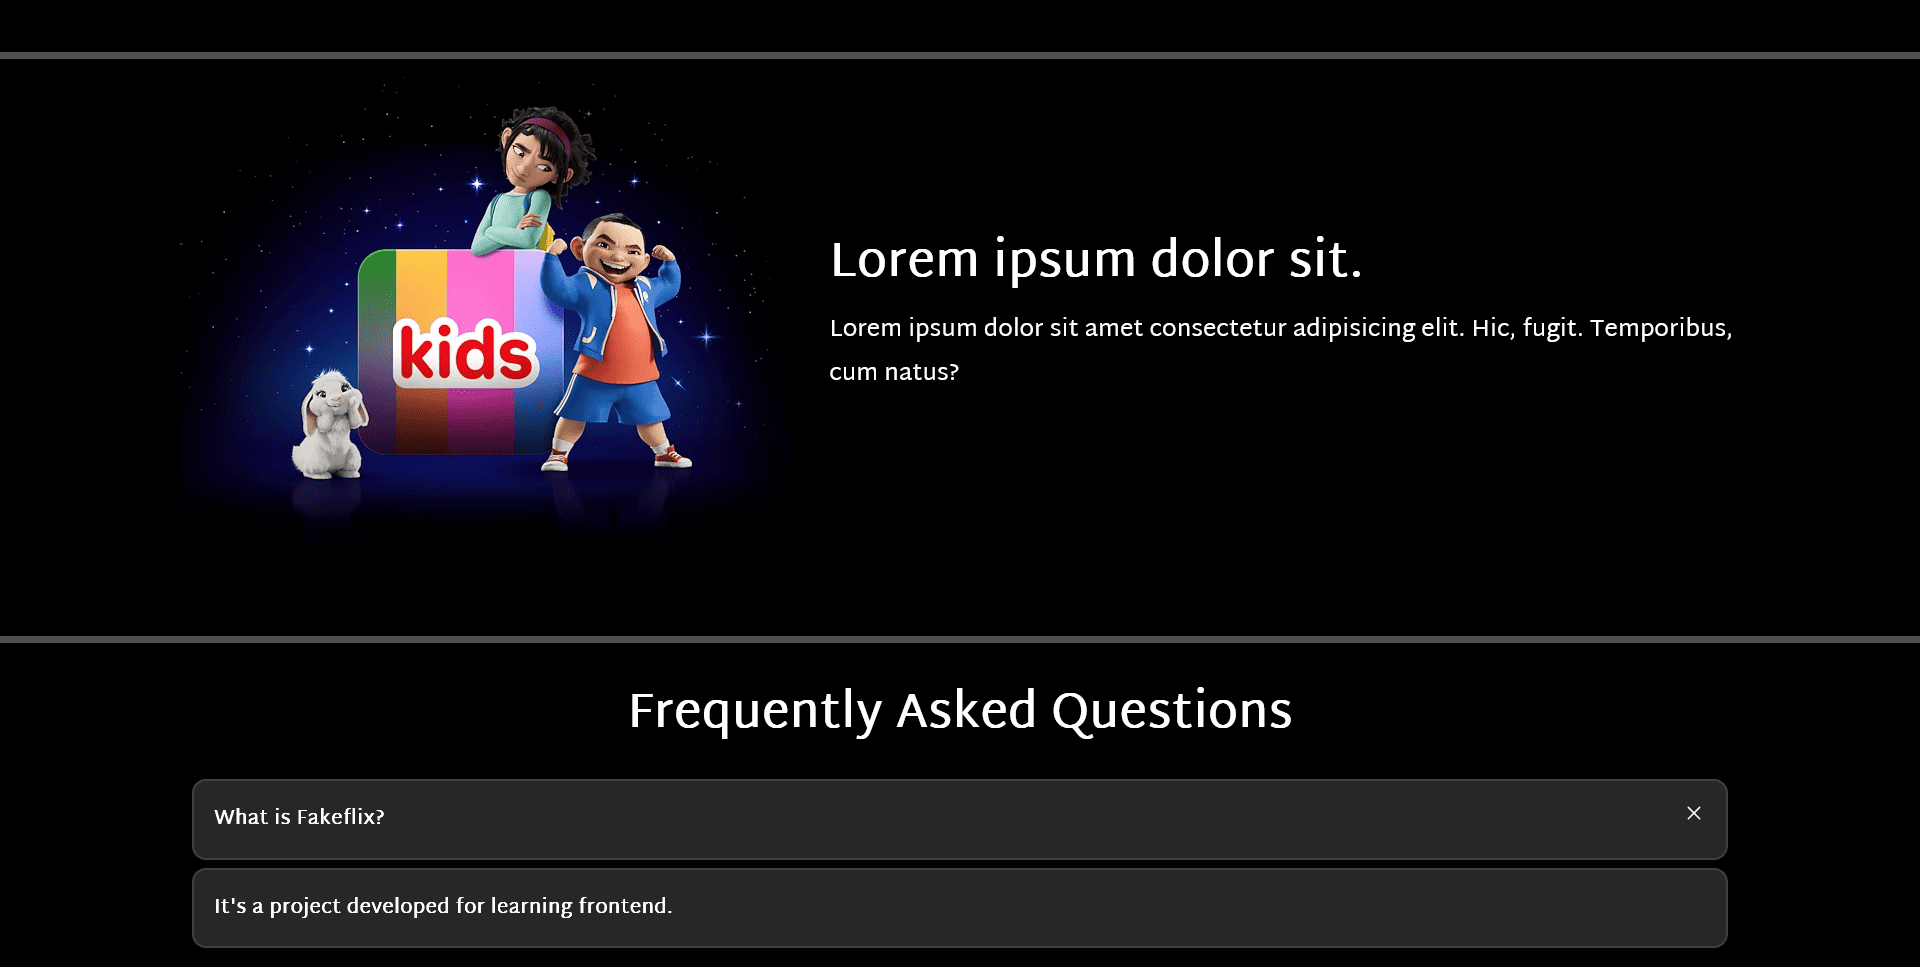 kids
Lorem ipsum dolor sit.
Lorem ipsum dolor sit amet consectetur adipisicing elit. Hic, fugit. Temporibus,
cum natus?
Frequently Asked Questions
What is Fakeflix?
It's a project developed for learning frontend.